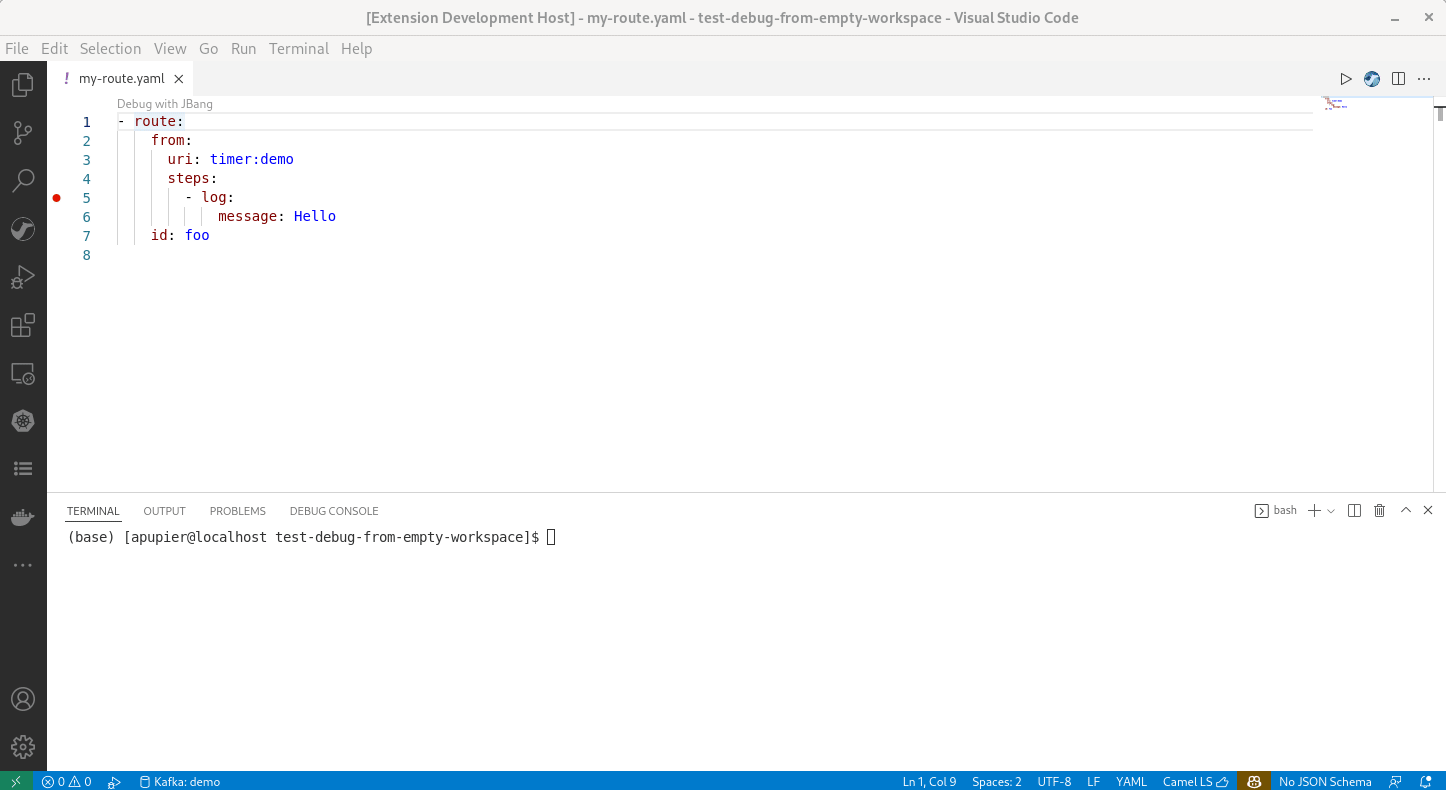 [Extension Development Host] - my-route.yaml - test-debug-from-empty-workspace - Visual Studio Code
File Edit Selection View Go Run Terminal Help
! my-route.yaml
Debug with JBang
1 - route:
2 from:
3 uri: timer:demo
4 steps:
5 - log:
6 message: Hello
7 id: foo
8
TERMINAL OUTPUT PROBLEMS DEBUG CONSOLE bash
(base) [apupier@localhost test-debug-from-empty-workspace]$
0 0 Kafka: demo Ln 1, Col 9 Spaces: 2 UTF-8 LF YAML Camel LS No JSON Schema